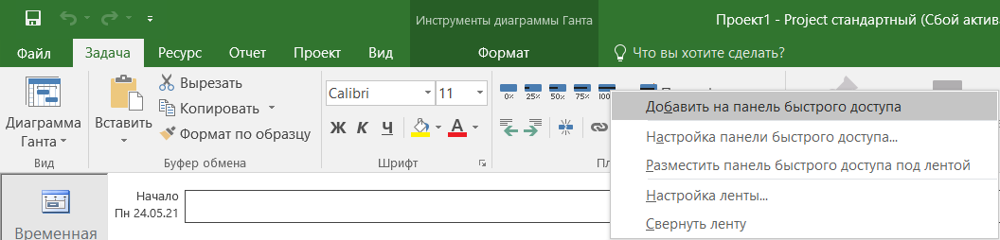 Инструменты диаграммы Ганта
Проект1 - Project стандартный (Сбой актив
Файл Задача Ресурс Отчет Проект Вид Формат Что вы хотите сделать?
Диаграмма Ганта
Вид
Вставить
Вырезать
Копировать
Формат по образцу
Буфер обмена
Calibri 11
Ж К Ч А
Шрифт
0% 25% 50% 75% 100
Добавить на панель быстрого доступа
Настройка панели быстрого доступа...
Разместить панель быстрого доступа под лентой
Настройка ленты...
Свернуть ленту
Начало
Пн 24.05.21
Временная